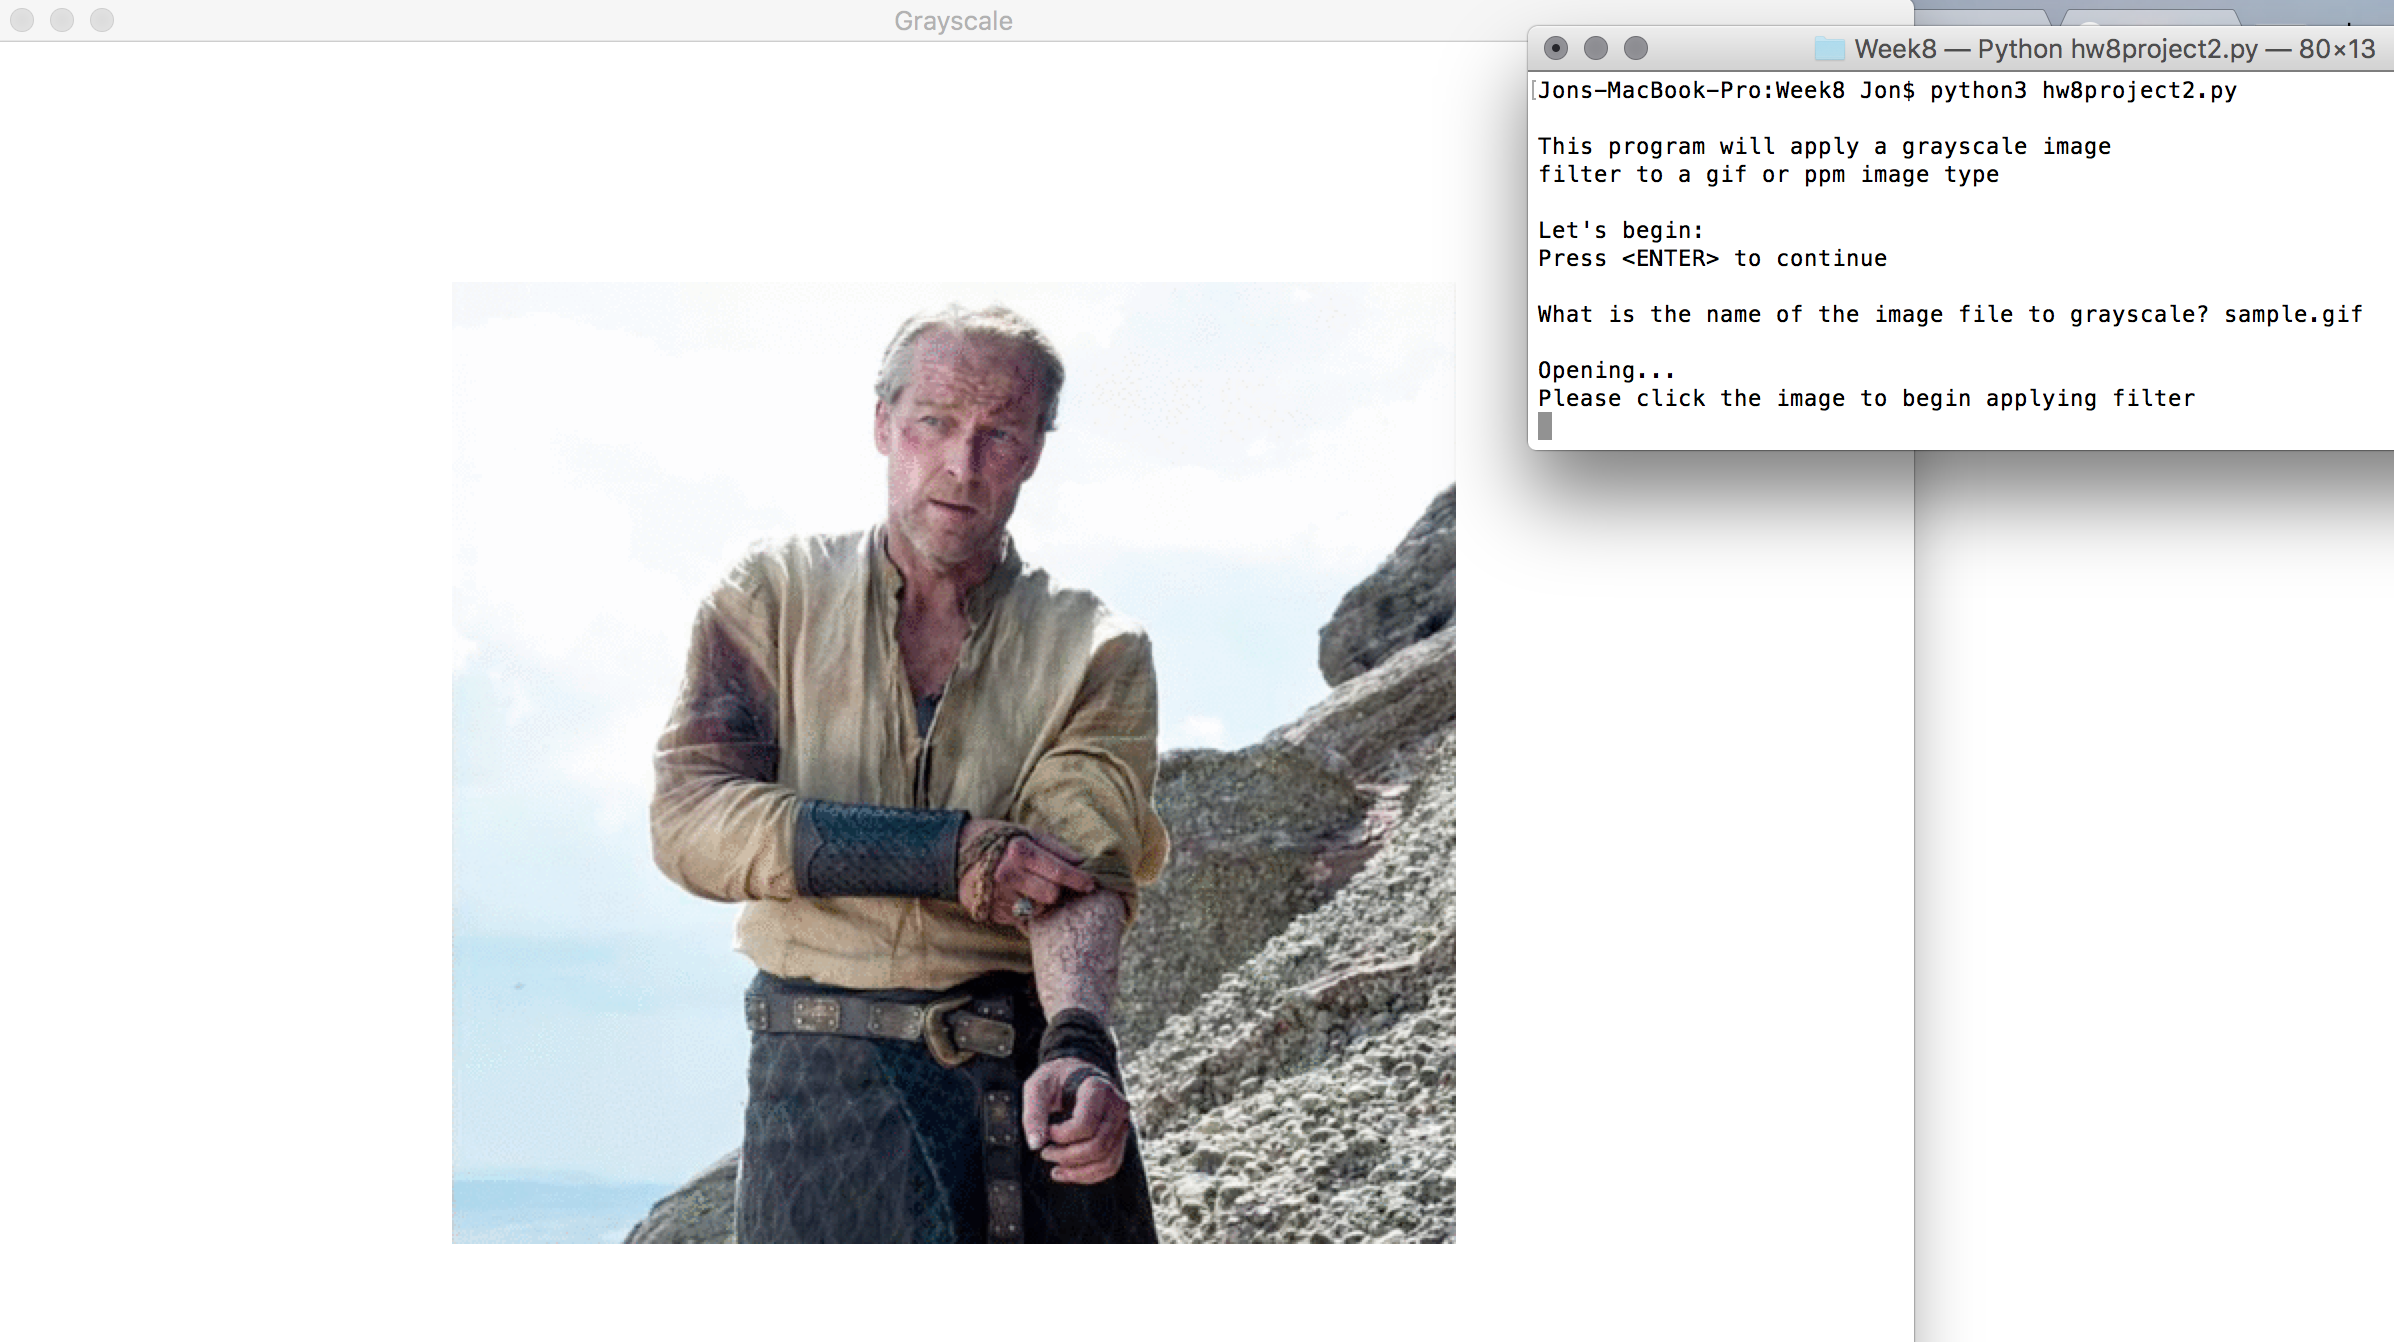 Grayscale
Week8 — Python hw8project2.py — 80×13
Jons-MacBook-Pro:Week8 Jon$ python3 hw8project2.py
This program will apply a grayscale image
filter to a gif or ppm image type
Let's begin:
Press <ENTER> to continue
What is the name of the image file to grayscale? sample.gif
Opening...
Please click the image to begin applying filter